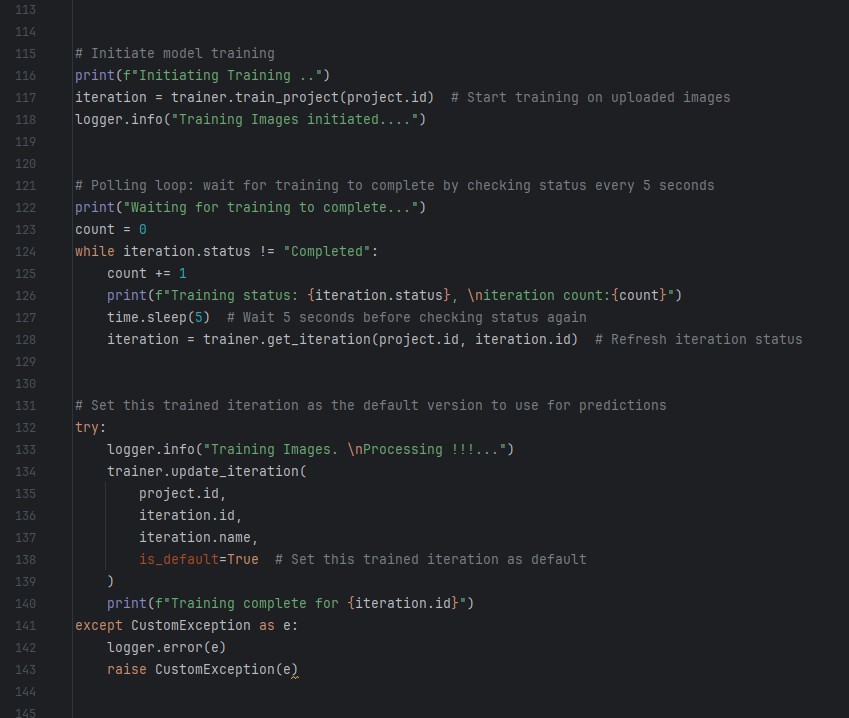 113
114
115 # Initiate model training
116 print(f"Initiating Training ..")
117 iteration = trainer.train_project(project.id)  # Start training on uploaded images
118 logger.info("Training Images initiated....")
119
120
121 # Polling loop: wait for training to complete by checking status every 5 seconds
122 print("Waiting for training to complete...")
123 count = 0
124 while iteration.status != "Completed":
125     count += 1
126     print(f"Training status: {iteration.status}, \niteration count:{count}")
127     time.sleep(5)  # Wait 5 seconds before checking status again
128     iteration = trainer.get_iteration(project.id, iteration.id)  # Refresh iteration status
129
130
131 # Set this trained iteration as the default version to use for predictions
132 try:
133     logger.info("Training Images. \nProcessing !!!...")
134     trainer.update_iteration(
135         project.id,
136         iteration.id,
137         iteration.name,
138         is_default=True  # Set this trained iteration as default
139     )
140     print(f"Training complete for {iteration.id}")
141 except CustomException as e:
142     logger.error(e)
143     raise CustomException(e)
144
145